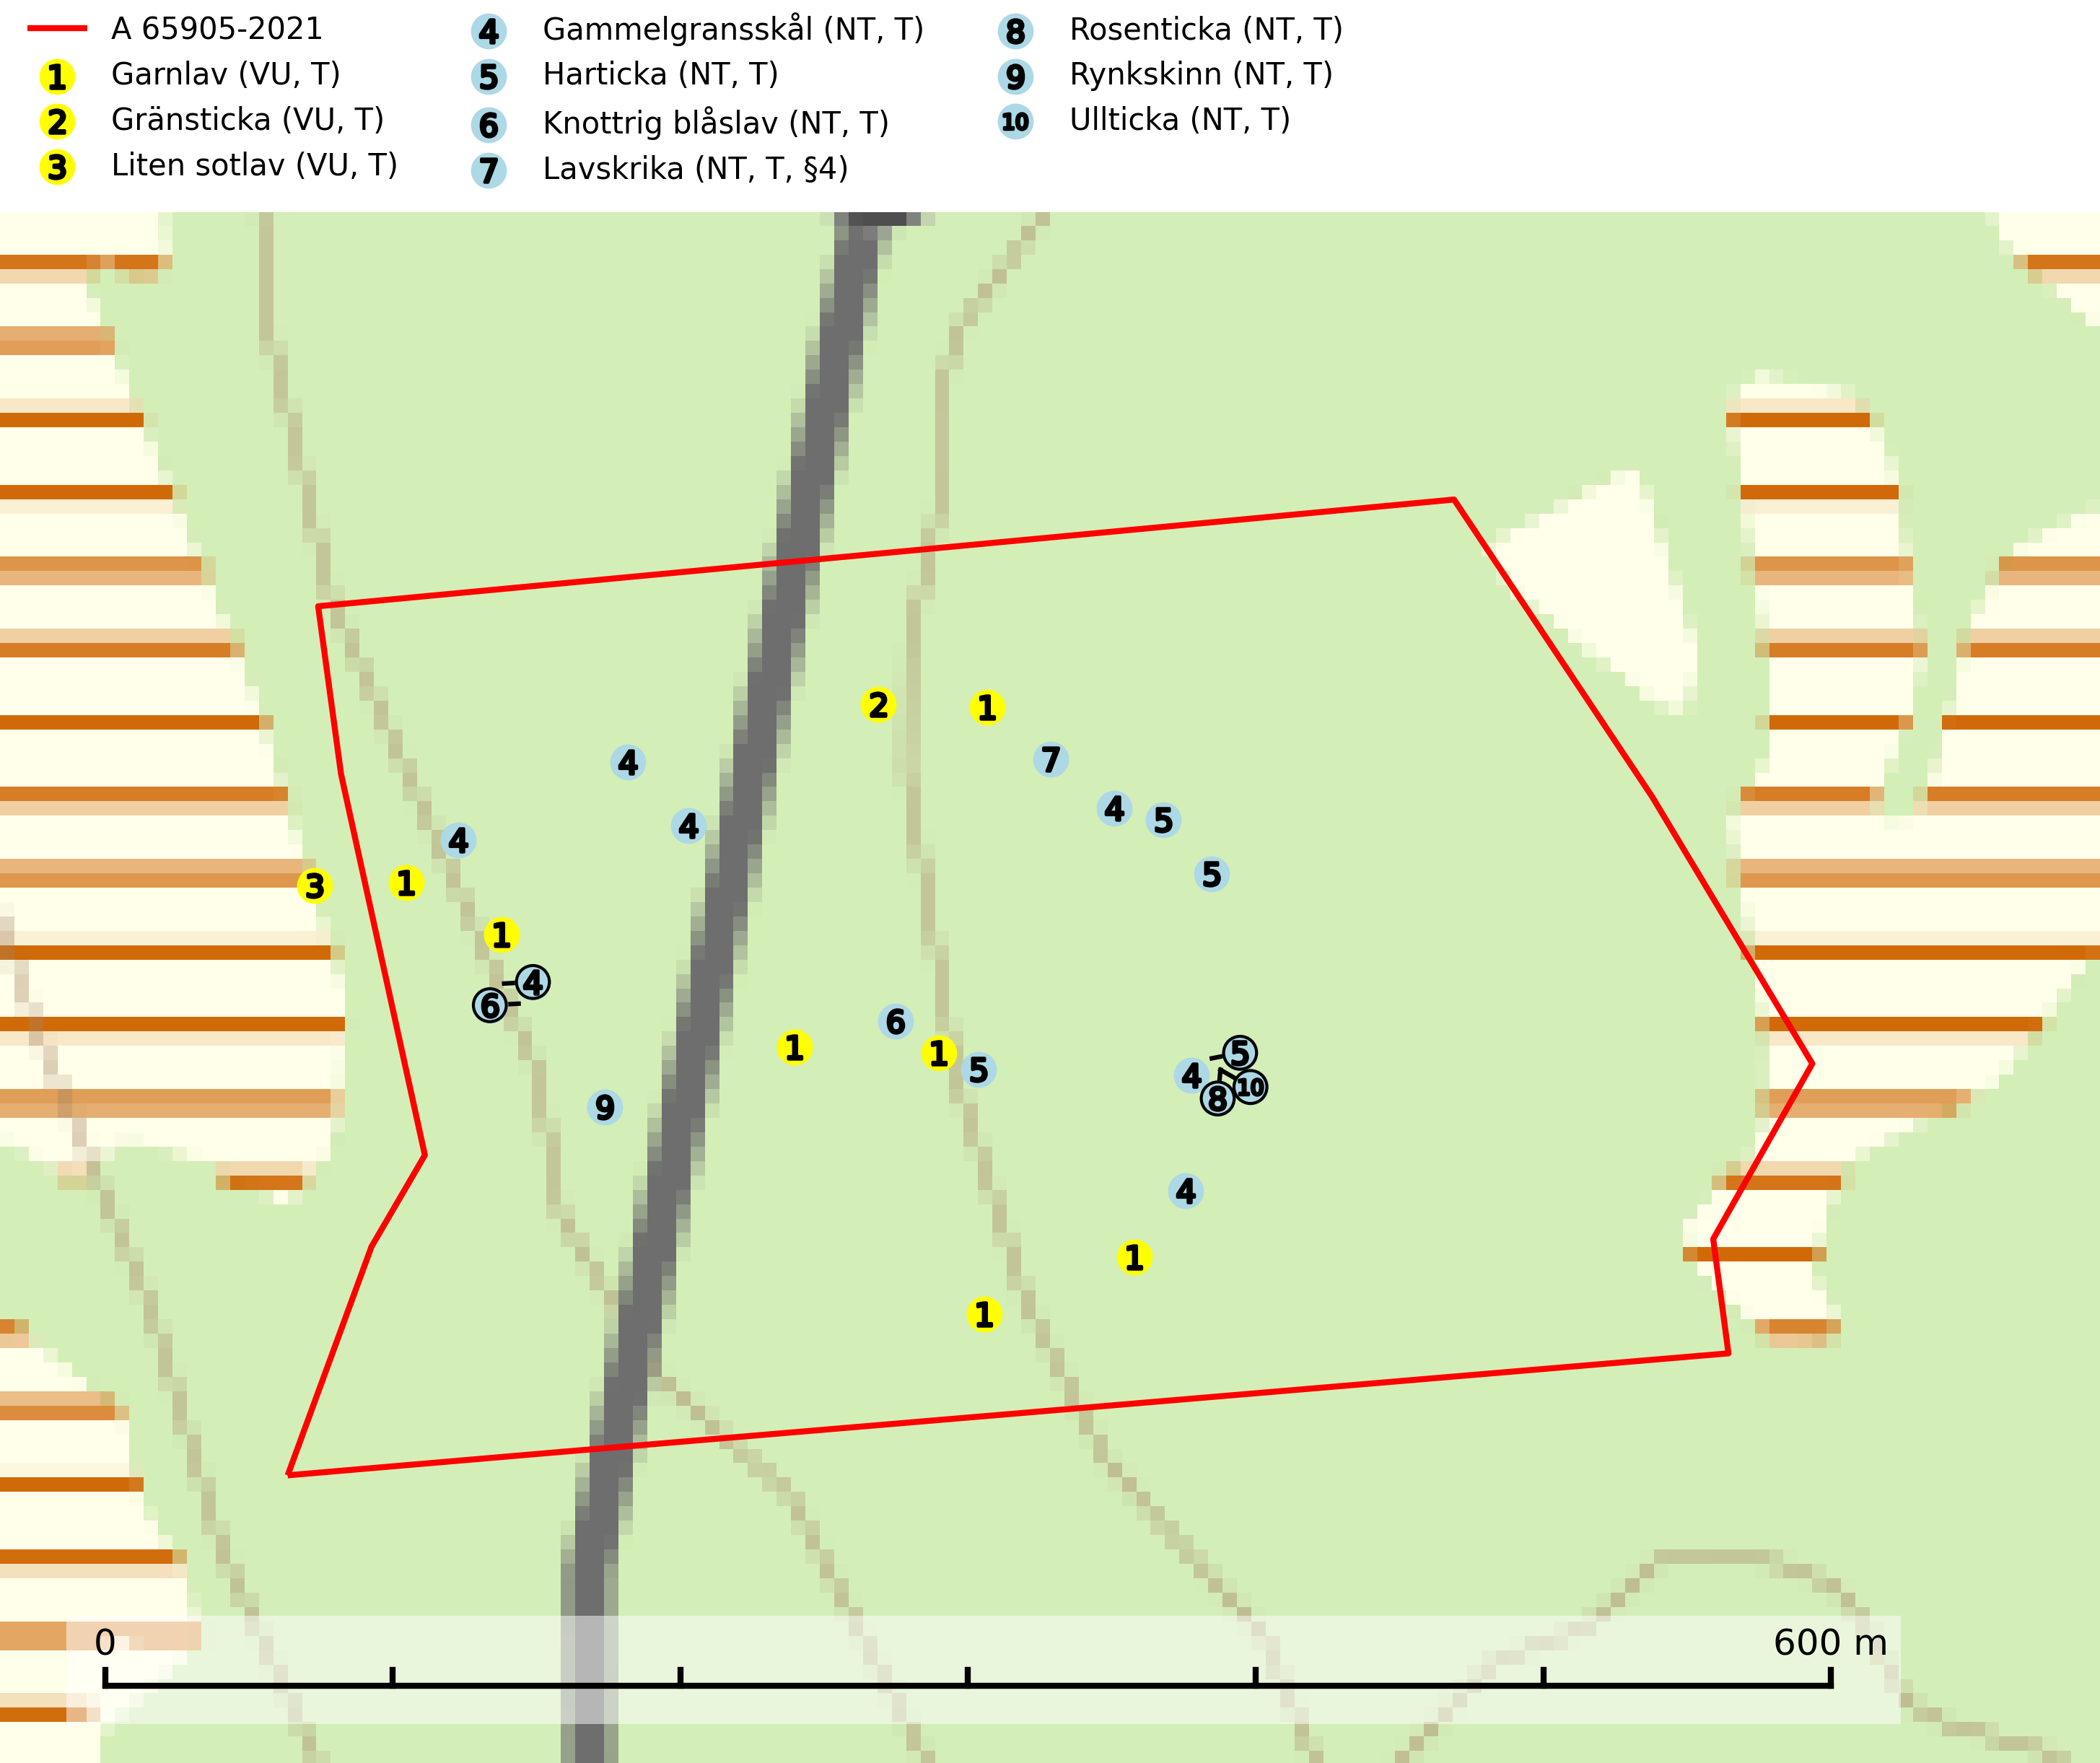 A 65905-2021
1 Garnlav (VU, T)
2 Gränsticka (VU, T)
3 Liten sotlav (VU, T)
4 Gammelgransskål (NT, T)
5 Harticka (NT, T)
6 Knottrig blåslav (NT, T)
7 Lavskrika (NT, T, §4)
8 Rosenticka (NT, T)
9 Rynkskinn (NT, T)
10 Ullticka (NT, T)
2 1
4 7
4 4 5
4
3 1 5
1
4
6 6
1 1 5 5
4 10
9 8
4
1
1
0 600 m